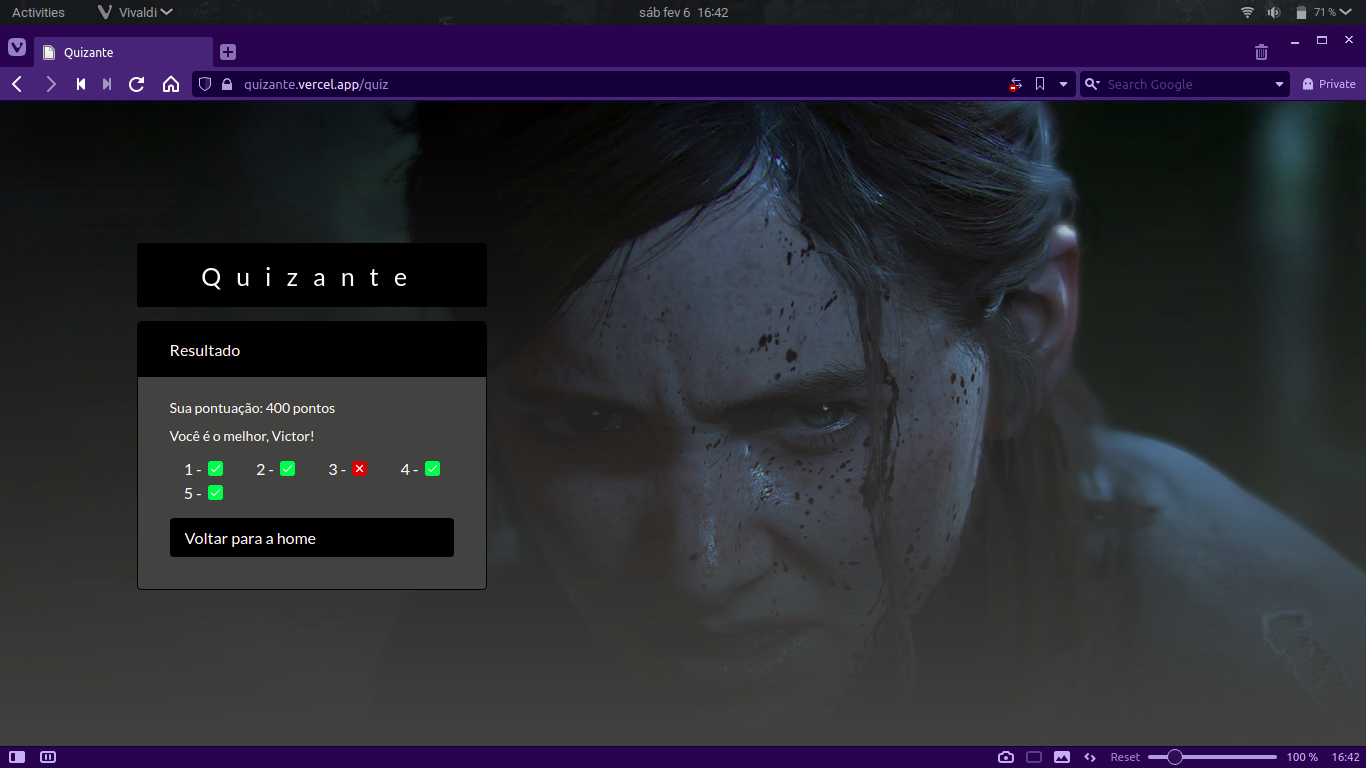 Activities Vivaldi sáb fev 6 16:42 71 %
Quizante
quizante.vercel.app/quiz Search Google Private
Quizante
Resultado
Sua pontuação: 400 pontos
Você é o melhor, Victor!
1 - 2 - 3 - 4 -
5 -
Voltar para a home
Reset 100 % 16:42